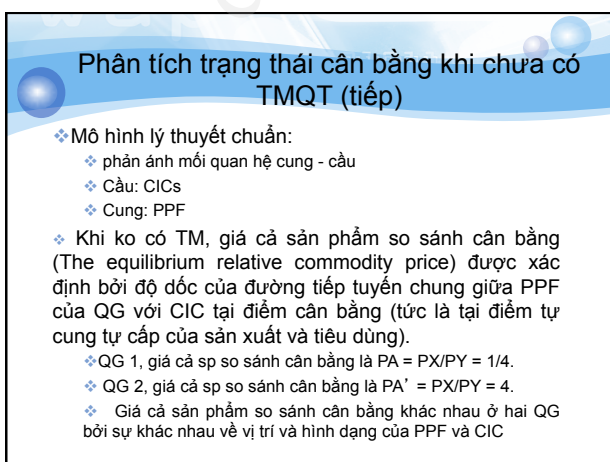 Phân tích trạng thái cân bằng khi chưa có
TMQT (tiếp)
❖Mô hình lý thuyết chuẩn:
❖ phản ánh mối quan hệ cung - cầu
❖ Cầu: CICs
❖ Cung: PPF
❖ Khi ko có TM, giá cả sản phẩm so sánh cân bằng
(The equilibrium relative commodity price) được xác
định bởi độ dốc của đường tiếp tuyến chung giữa PPF
của QG với CIC tại điểm cân bằng (tức là tại điểm tự
cung tự cấp của sản xuất và tiêu dùng).
❖QG 1, giá cả sp so sánh cân bằng là PA = PX/PY = 1/4.
❖ QG 2, giá cả sp so sánh cân bằng là PA’ = PX/PY = 4.
❖ Giá cả sản phẩm so sánh cân bằng khác nhau ở hai QG
bởi sự khác nhau về vị trí và hình dạng của PPF và CIC